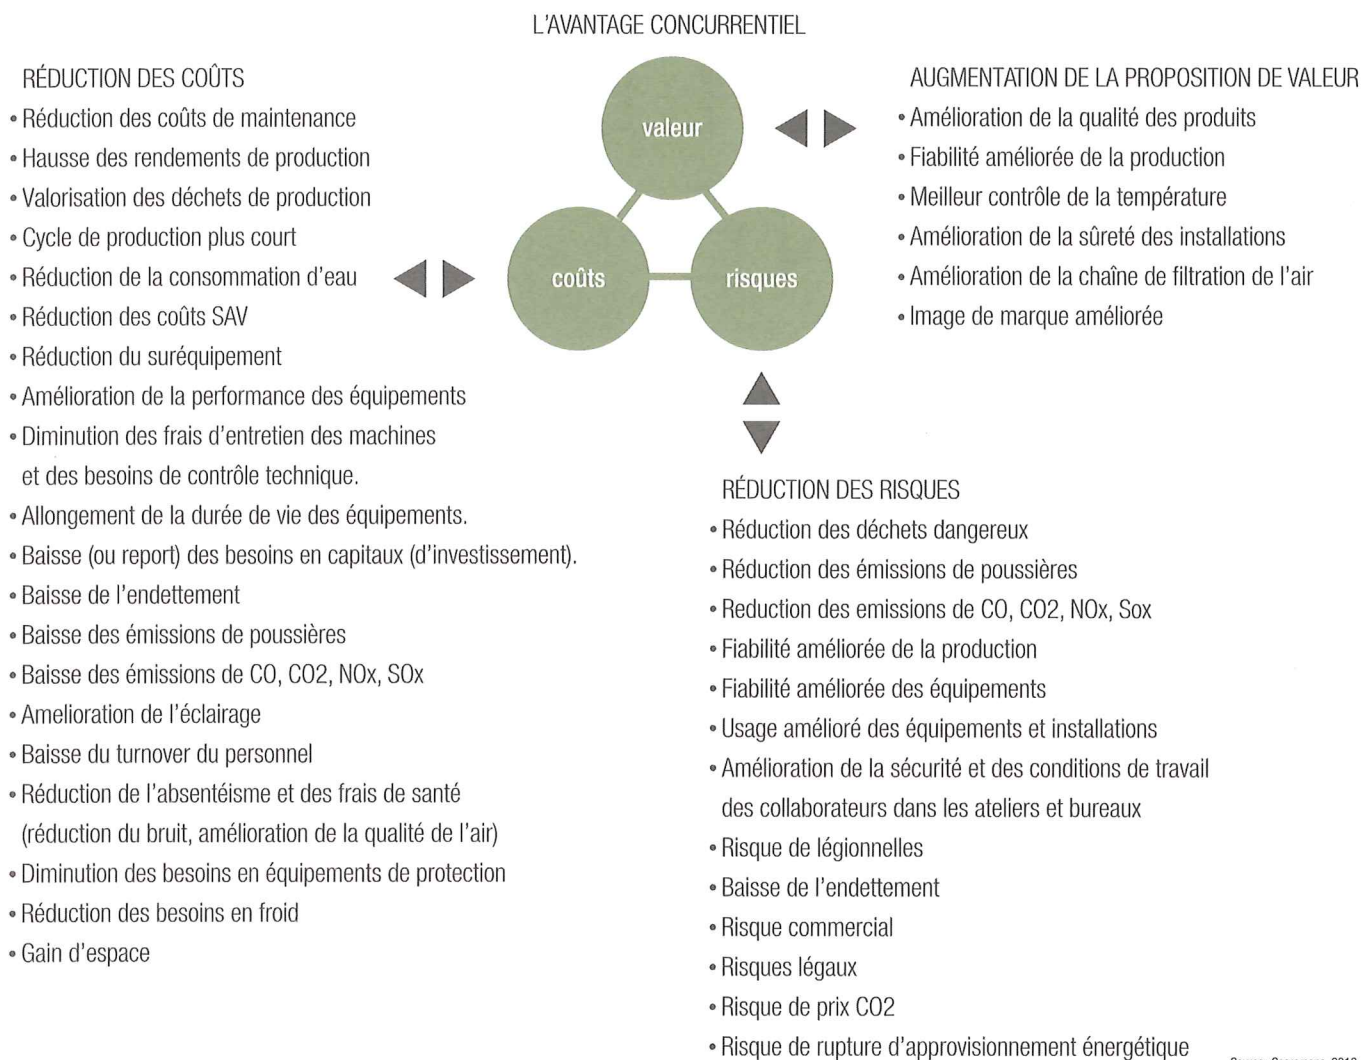 L'AVANTAGE CONCURRENTIEL
RÉDUCTION DES COÛTS
• Réduction des coûts de maintenance
• Hausse des rendements de production
• Valorisation des déchets de production
• Cycle de production plus court
• Réduction de la consommation d'eau
• Réduction des coûts SAV
• Réduction du suréquipement
• Amélioration de la performance des équipements
• Diminution des frais d'entretien des machines
et des besoins de contrôle technique.
• Allongement de la durée de vie des équipements.
• Baisse (ou report) des besoins en capitaux (d'investissement).
• Baisse de l'endettement
• Baisse des émissions de poussières
• Baisse des émissions de CO, CO2, NOx, SOx
• Amelioration de l'éclairage
• Baisse du turnover du personnel
• Réduction de l'absentéisme et des frais de santé
(réduction du bruit, amélioration de la qualité de l'air)
• Diminution des besoins en équipements de protection
• Réduction des besoins en froid
• Gain d'espace
valeur
coûts
risques
AUGMENTATION DE LA PROPOSITION DE VALEUR
• Amélioration de la qualité des produits
• Fiabilité améliorée de la production
• Meilleur contrôle de la température
• Amélioration de la sûreté des installations
• Amélioration de la chaîne de filtration de l'air
• Image de marque améliorée
RÉDUCTION DES RISQUES
• Réduction des déchets dangereux
• Réduction des émissions de poussières
• Reduction des emissions de CO, CO2, NOx, Sox
• Fiabilité améliorée de la production
• Fiabilité améliorée des équipements
• Usage amélioré des équipements et installations
• Amélioration de la sécurité et des conditions de travail
des collaborateurs dans les ateliers et bureaux
• Risque de légionnelles
• Baisse de l'endettement
• Risque commercial
• Risques légaux
• Risque de prix CO2
• Risque de rupture d'approvisionnement énergétique